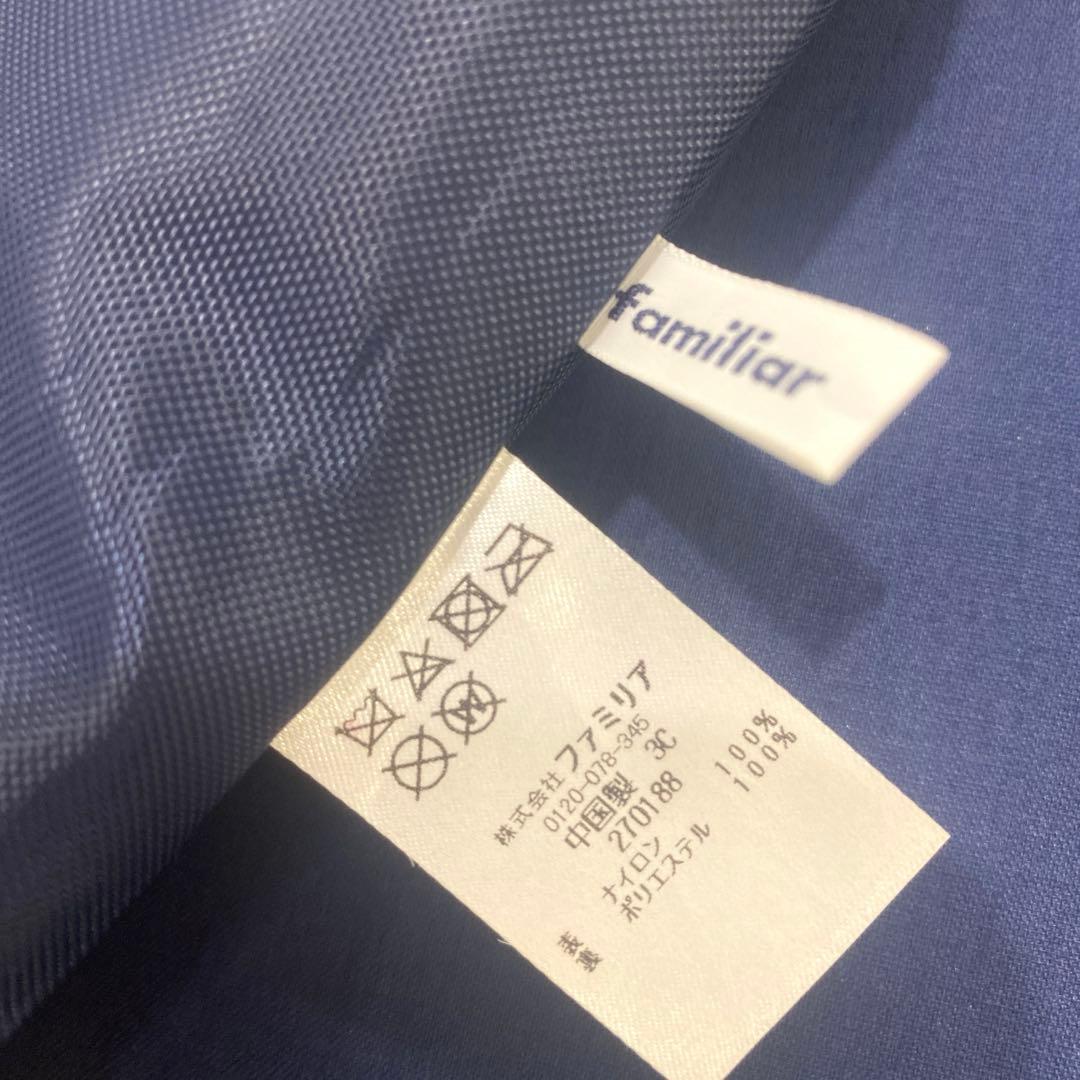 familiar
株式会社 ファミリア
0120-078-345
中国製 3C
270188
表 ナイロン 100%
裏 ポリエステル 100%